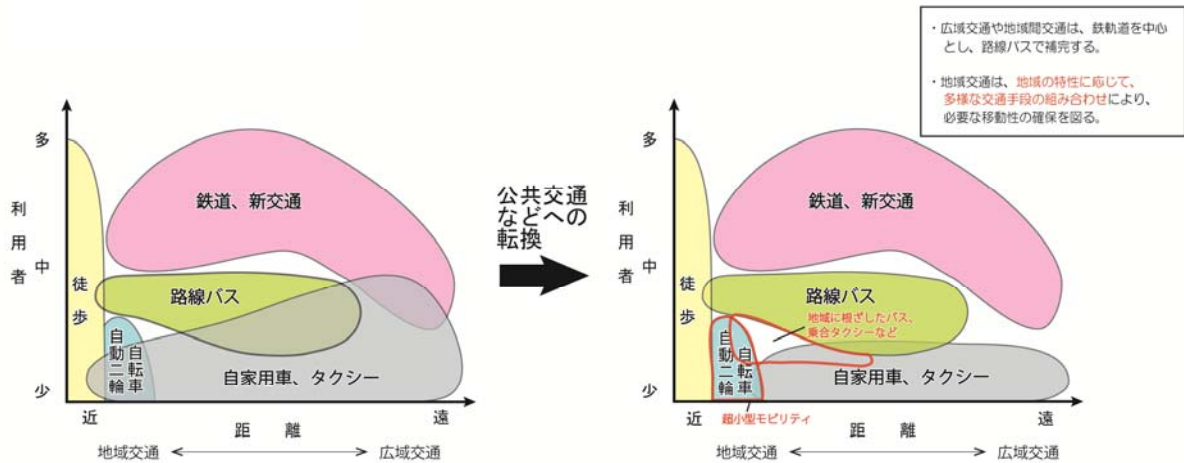 ・広域交通や地域間交通は、鉄軌道を中心
とし、路線バスで補完する。
・地域交通は、地域の特性に応じて、
多様な交通手段の組み合わせにより、
必要な移動性の確保を図る。
多
利用者
中
少
徒歩
鉄道、新交通
路線バス
自動二輪
自転車
自家用車、タクシー
近
距離
遠
地域交通
広域交通
公共交通
などへの
転換
多
利用者
中
少
徒歩
鉄道、新交通
路線バス
地域に根ざしたバス、
乗合タクシーなど
自動二輪
自転車
自家用車、タクシー
近
超小型モビリティ
距離
遠
地域交通
広域交通